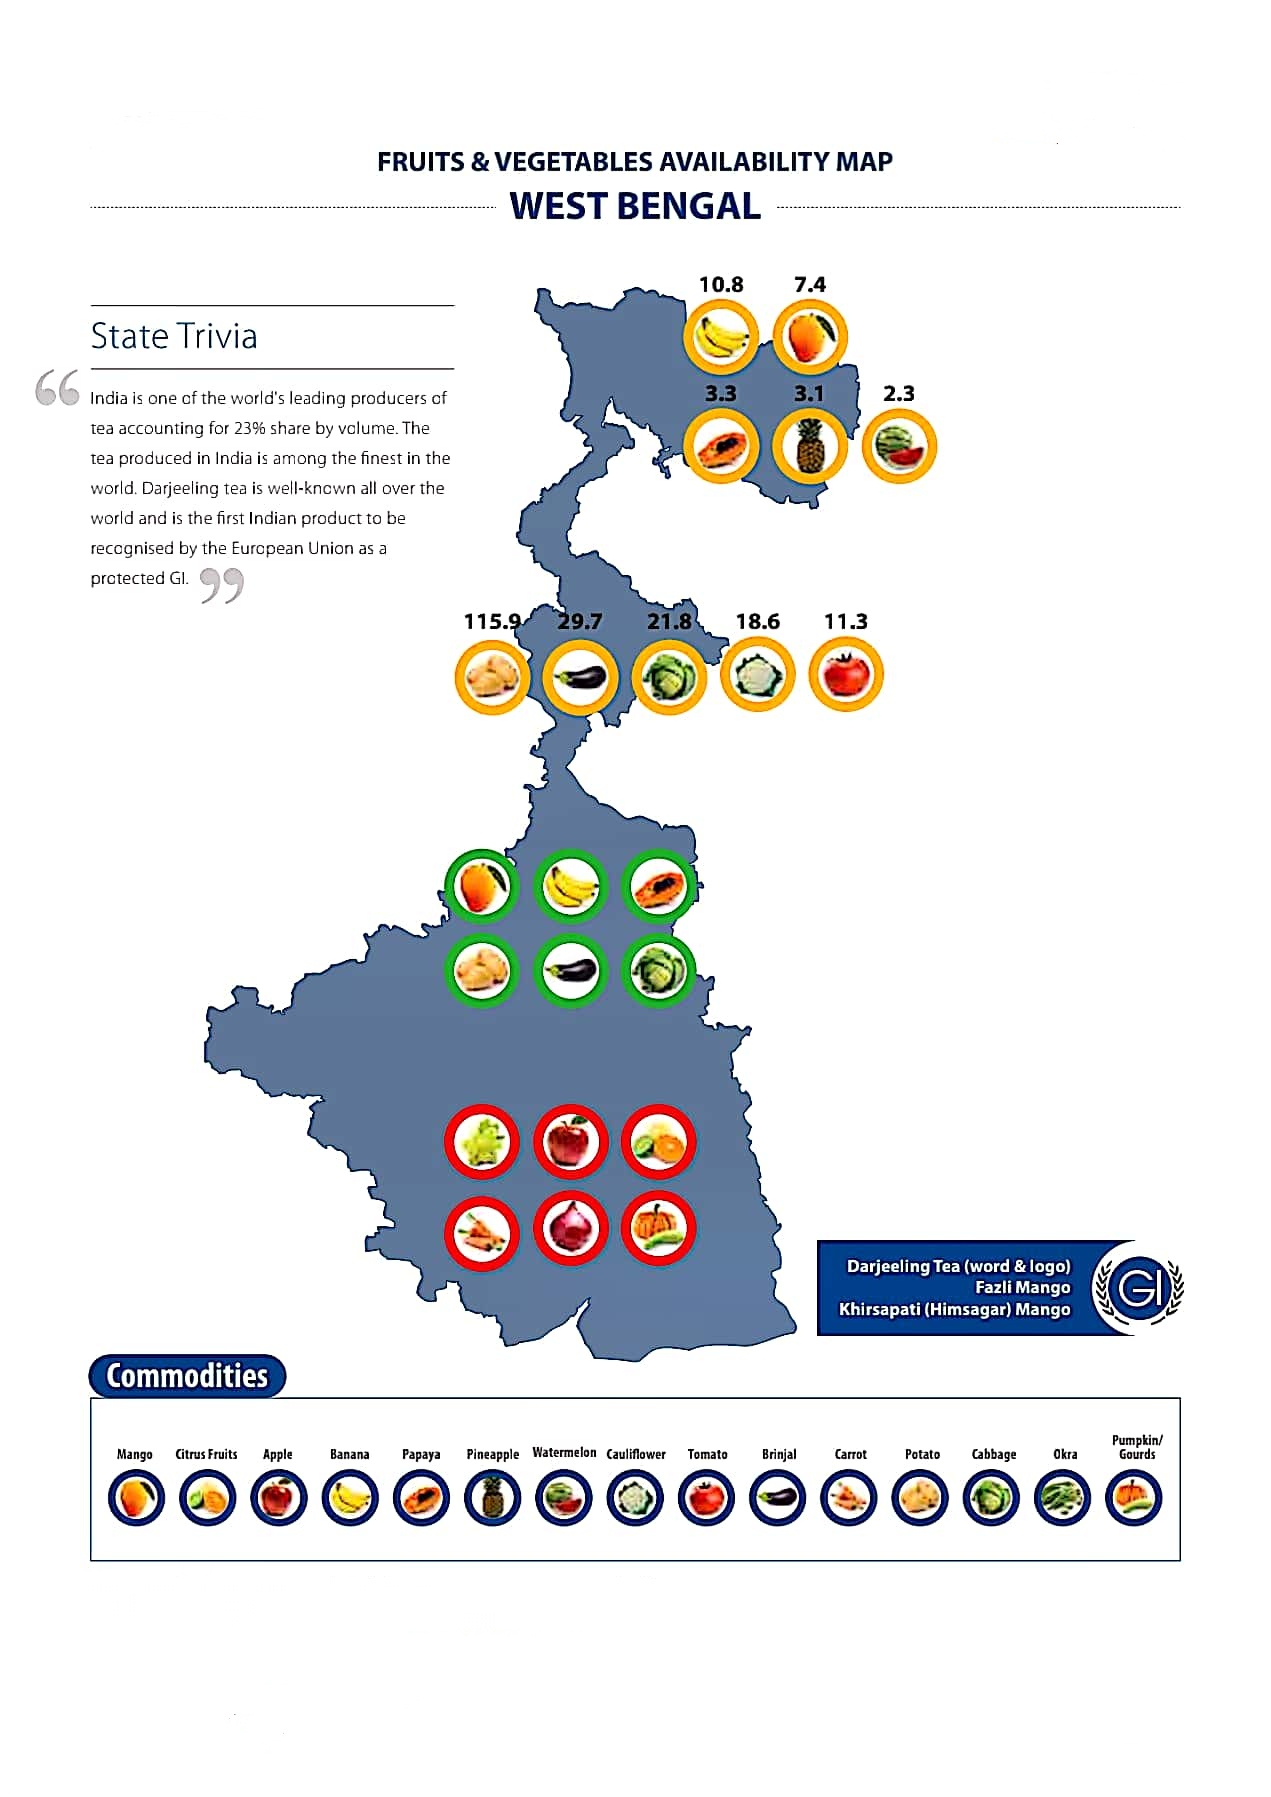 FRUITS & VEGETABLES AVAILABILITY MAP
WEST BENGAL
State Trivia
“ India is one of the world's leading producers of
tea accounting for 23% share by volume. The
tea produced in India is among the finest in the
world. Darjeeling tea is well-known all over the
world and is the first Indian product to be
recognised by the European Union as a
protected GI. ”
10.8 7.4
3.3 3.1 2.3
115.9 29.7 21.8 18.6 11.3
Darjeeling Tea (word & logo)
Fazli Mango
Khirsapati (Himsagar) Mango
GI
Commodities
Mango Citrus Fruits Apple Banana Papaya Pineapple Watermelon Cauliflower Tomato Brinjal Carrot Potato Cabbage Okra Pumpkin/
Gourds